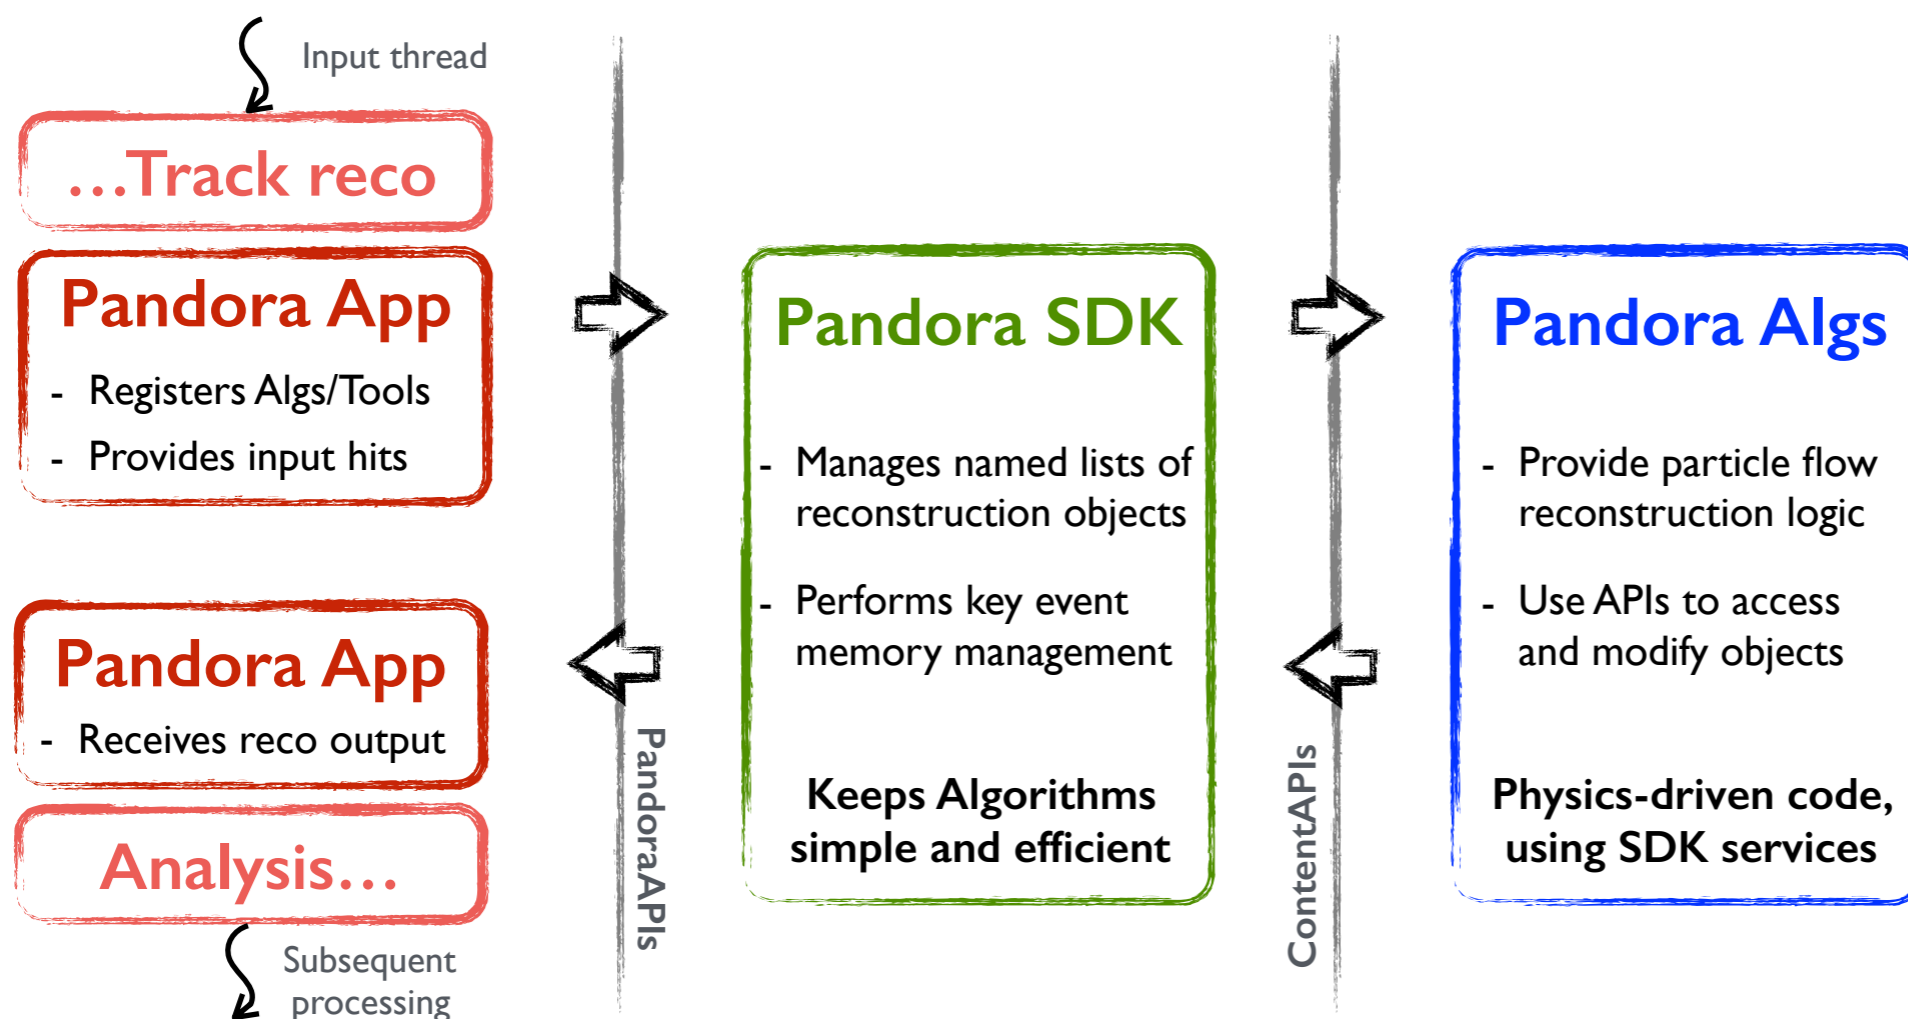 Input thread
…Track reco
Pandora App
- Registers Algs/Tools
- Provides input hits
Pandora App
- Receives reco output
Analysis…
Subsequent
processing
PandoraAPIs
Pandora SDK
- Manages named lists of
reconstruction objects
- Performs key event
memory management
Keeps Algorithms
simple and efficient
ContentAPIs
Pandora Algs
- Provide particle flow
reconstruction logic
- Use APIs to access
and modify objects
Physics-driven code,
using SDK services